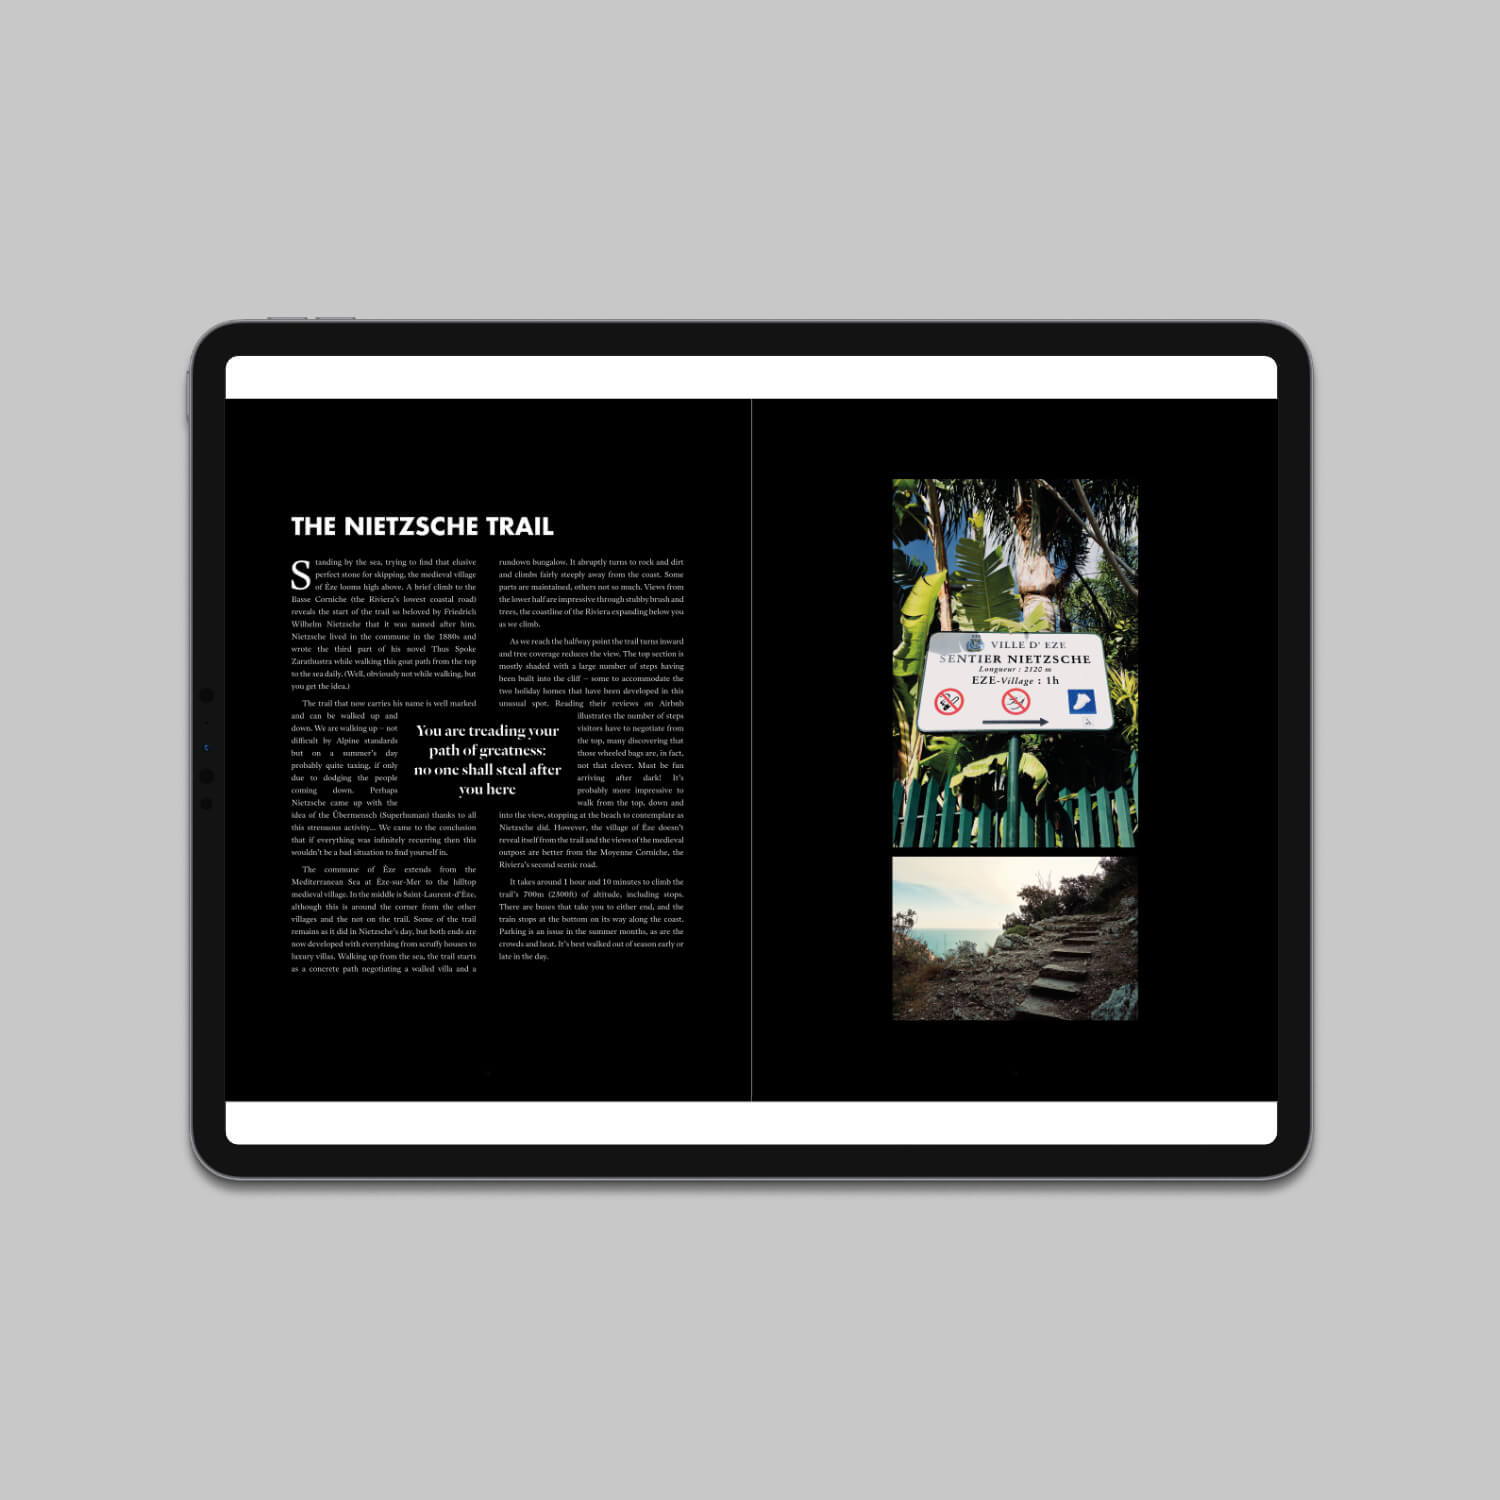 THE NIETZSCHE TRAIL
Standing by the sea, trying to find that elusive
perfect stone for skipping, the medieval village
of Èze looms high above. A brief climb to the
Basse Corniche (the Riviera's lowest coastal road)
reveals the start of the trail so beloved by Friedrich
Wilhelm Nietzsche that it was named after him.
Nietzsche lived in the commune in the 1880s and
wrote the third part of his novel Thus Spoke
Zarathustra while walking this goat path from the top
to the sea daily. (Well, obviously not while walking, but
you get the idea.)
The trail that now carries his name is well marked
and can be walked up and
down. We are walking up – not
difficult by Alpine standards
but on a summer's day
probably quite taxing, if only
due to dodging the people
coming down. Perhaps
Nietzsche came up with the
idea of the Übermensch (Superhuman) thanks to all
this strenuous activity... We came to the conclusion
that if everything was infinitely recurring then this
wouldn't be a bad situation to find yourself in.
The commune of Èze extends from the
Mediterranean Sea at Èze-sur-Mer to the hilltop
medieval village. In the middle is Saint-Laurent-d'Èze,
although this is around the corner from the other
villages and the not on the trail. Some of the trail
remains as it did in Nietzsche's day, but both ends are
now developed with everything from scruffy houses to
luxury villas. Walking up from the sea, the trail starts
as a concrete path negotiating a walled villa and a
You are treading your
path of greatness:
no one shall steal after
you here
rundown bungalow. It abruptly turns to rock and dirt
and climbs fairly steeply away from the coast. Some
parts are maintained, others not so much. Views from
the lower half are impressive through stubby brush and
trees, the coastline of the Riviera expanding below you
as we climb.
As we reach the halfway point the trail turns inward
and tree coverage reduces the view. The top section is
mostly shaded with a large number of steps having
been built into the cliff – some to accommodate the
two holiday homes that have been developed in this
unusual spot. Reading their reviews on Airbnb
illustrates the number of steps
visitors have to negotiate from
the top, many discovering that
those wheeled bags are, in fact,
not that clever. Must be fun
arriving after dark! It's
probably more impressive to
walk from the top, down and
into the view, stopping at the beach to contemplate as
Nietzsche did. However, the village of Èze doesn't
reveal itself from the trail and the views of the medieval
outpost are better from the Moyenne Corniche, the
Riviera's second scenic road.
It takes around 1 hour and 10 minutes to climb the
trail's 700m (2300ft) of altitude, including stops.
There are buses that take you to either end, and the
train stops at the bottom on its way along the coast.
Parking is an issue in the summer months, as are the
crowds and heat. It's best walked out of season early or
late in the day.
VILLE D' EZE
SENTIER NIETZSCHE
Longueur : 2120 m
EZE-Village : 1h